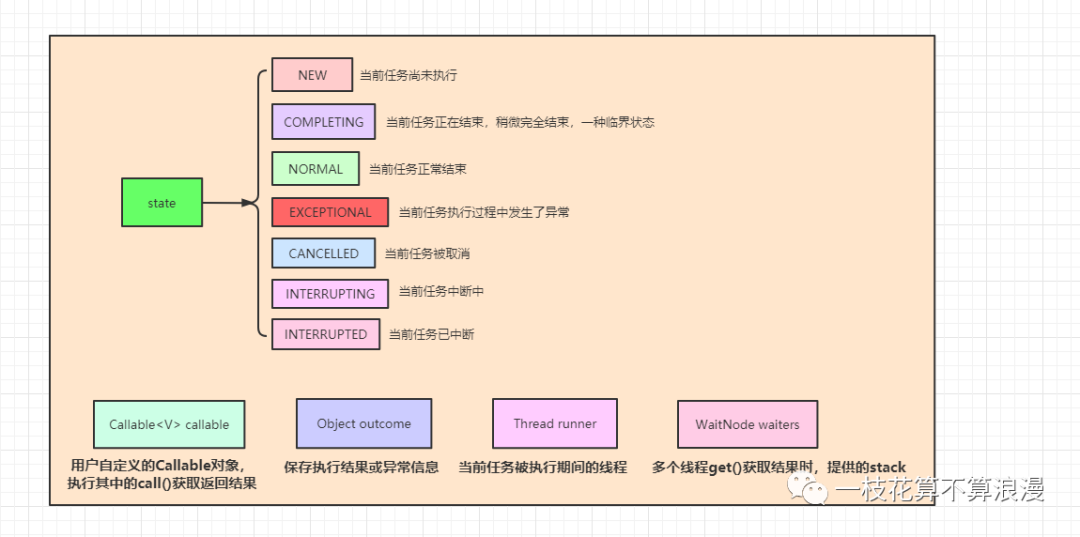 NEW 当前任务尚未执行
COMPLETING 当前任务正在结束，稍微完全结束，一种临界状态
NORMAL 当前任务正常结束
state
EXCEPTIONAL 当前任务执行过程中发生了异常
CANCELLED 当前任务被取消
INTERRUPTING 当前任务中断中
INTERRUPTED 当前任务已中断
Callable<V> callable
用户自定义的Callable对象，
执行其中的call()获取返回结果
Object outcome
保存执行结果或异常信息
Thread runner
当前任务被执行期间的线程
WaitNode waiters
多个线程get()获取结果时，提供的stack
一枝花算不算浪漫